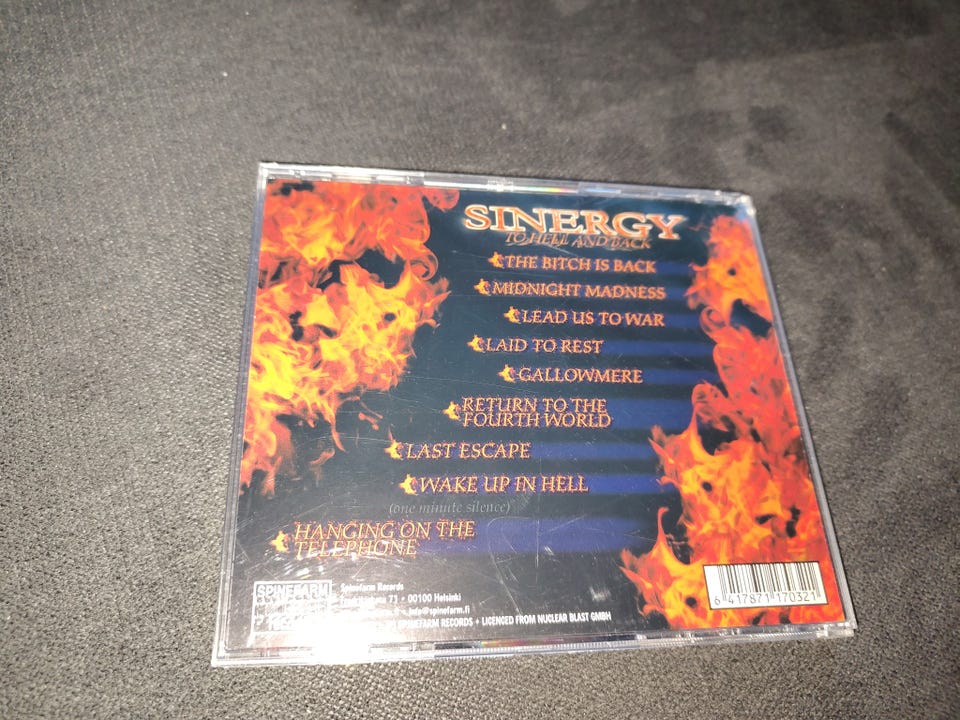 SINERGY
TO HELL AND BACK
THE BITCH IS BACK
MIDNIGHT MADNESS
LEAD US TO WAR
LAID TO REST
GALLOWMERE
RETURN TO THE
FOURTH WORLD
LAST ESCAPE
WAKE UP IN HELL
(one minute silence)
HANGING ON THE
TELEPHONE
SPINEFARM
Spinefarm Records
71 • 00100 Helsinki
info@spinefarm.fi
SPINEFARM RECORDS • LICENCED FROM NUCLEAR BLAST GMBH
6 417871 170321